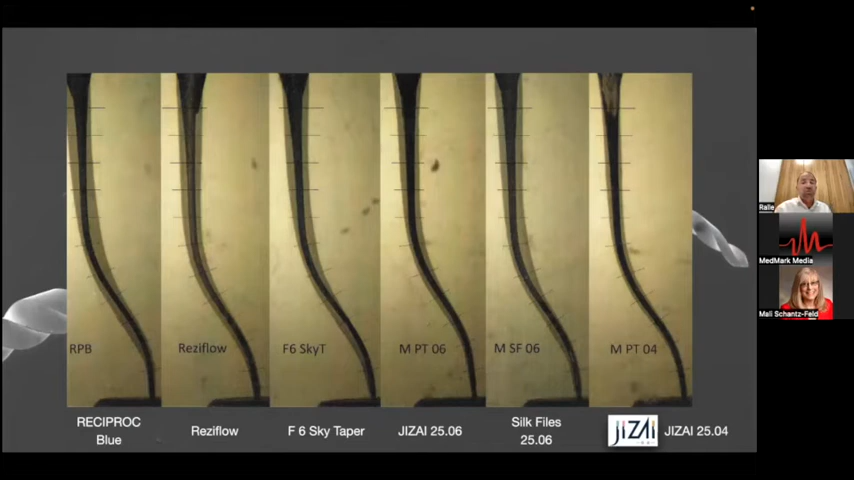 RPB
Reziflow
F6 SkyT
M PT 06
M SF 06
M PT 04
RECIPROC
Blue
Reziflow
F 6 Sky Taper
JIZAI 25.06
Silk Files
25.06
JIZAI
JIZAI 25.04
Ralle
MedMark Media
Mali Schantz-Feld